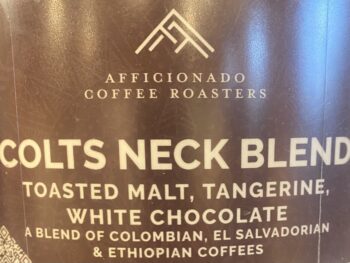 AFFICIONADO
COFFEE ROASTERS
COLTS NECK BLEND
TOASTED MALT, TANGERINE,
WHITE CHOCOLATE
A BLEND OF COLOMBIAN, EL SALVADORIAN
& ETHIOPIAN COFFEES